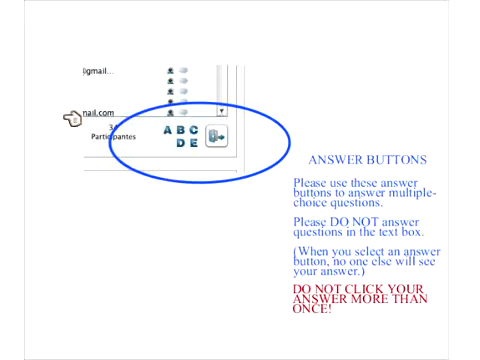 @gmail...
nail.com
Participantes
A B C
D E
ANSWER BUTTONS
Please use these answer
buttons to answer multiple-
choice questions.
Please DO NOT answer
questions in the text box.
(When you select an answer
button, no one else will see
your answer.)
DO NOT CLICK YOUR
ANSWER MORE THAN
ONCE!